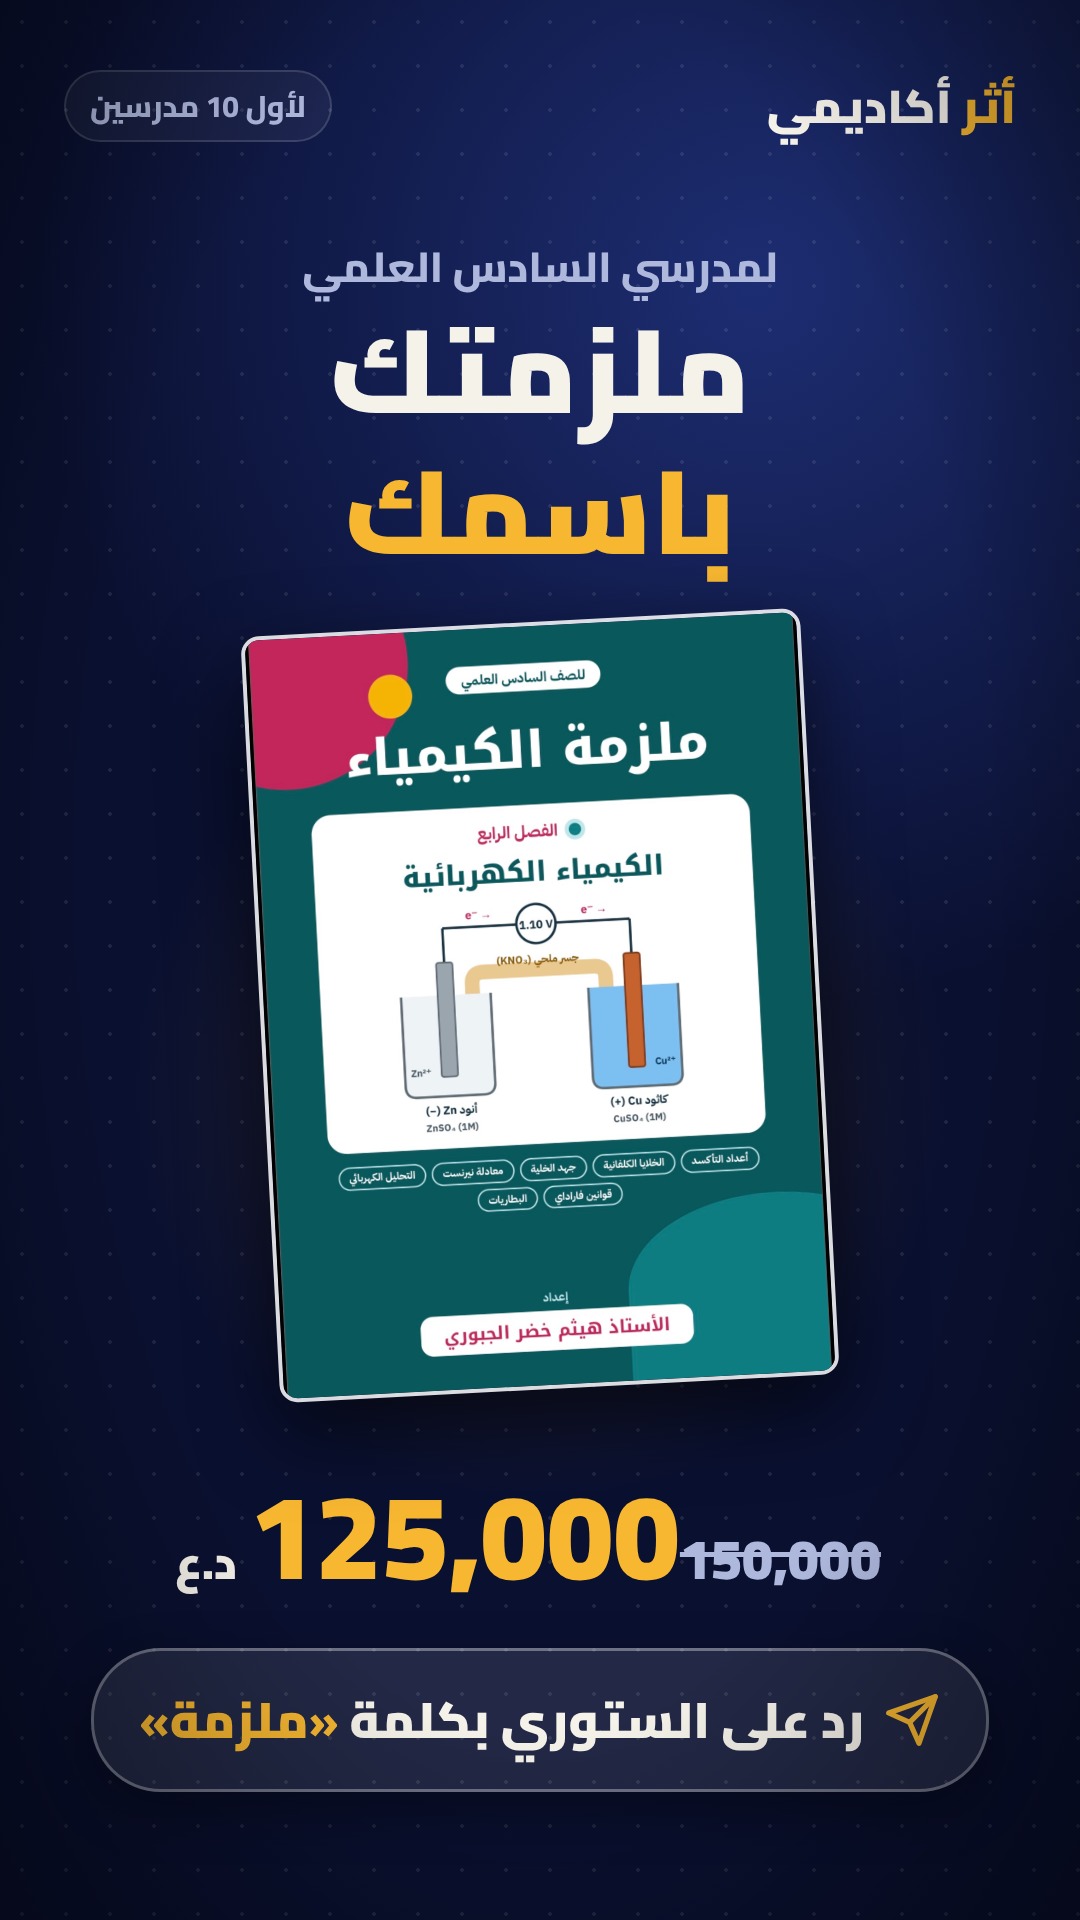 أثر أكاديمي
لأول 10 مدرسين
لمدرسي السادس العلمي
ملزمتك
باسمك
للصف السادس العلمي
ملزمة الكيمياء
الفصل الرابع
الكيمياء الكهربائية
e⁻ →
1.10 V
e⁻ →
جسر ملحي (KNO₃)
Zn²⁺
Cu²⁺
كاثود Cu (+)
CuSO₄ (1M)
أنود Zn (−)
ZnSO₄ (1M)
أعداد التأكسد
الخلايا الكلفانية
جهد الخلية
معادلة نيرنست
التحليل الكهربائي
قوانين فاراداي
البطاريات
إعداد
الأستاذ هيثم خضر الجبوري
150,000 125,000 د.ع
رد على الستوري بكلمة «ملزمة»